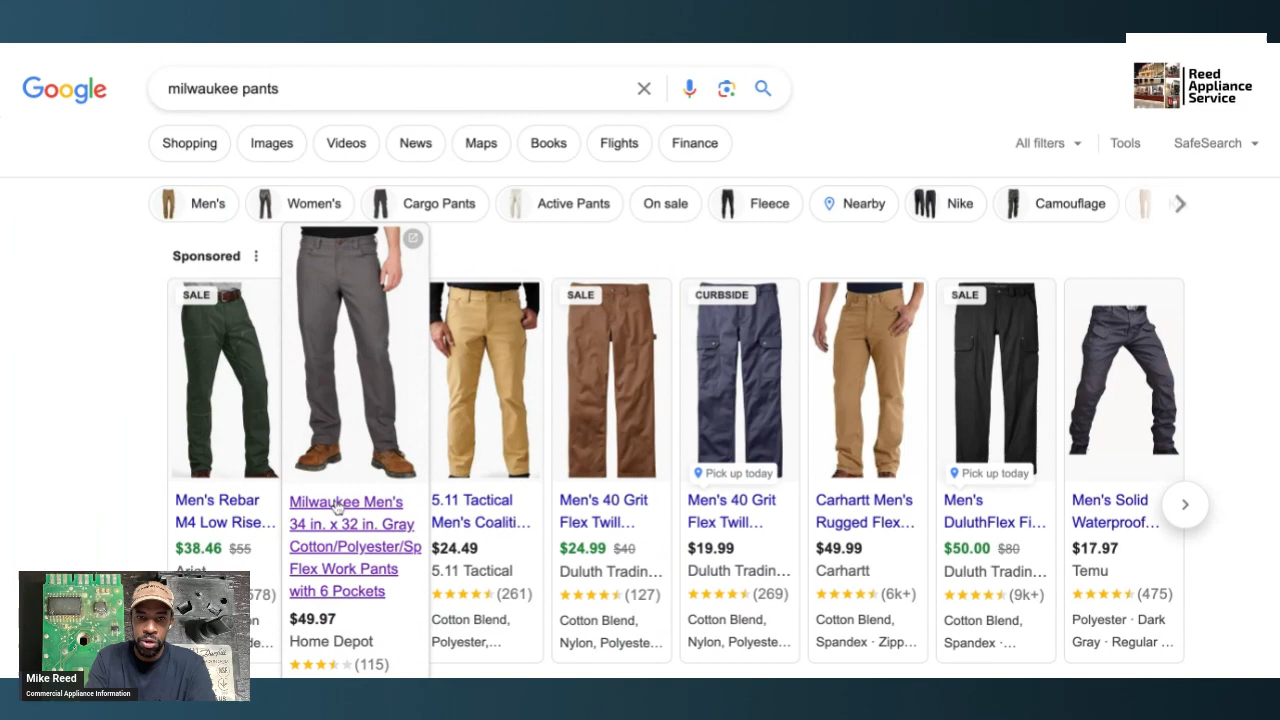 Google
milwaukee pants
Reed
Appliance
Service
Shopping
Images
Videos
News
Maps
Books
Flights
Finance
All filters
Tools
SafeSearch
Men's
Women's
Cargo Pants
Active Pants
On sale
Fleece
Nearby
Nike
Camouflage
Sponsored
SALE
Men's Rebar
M4 Low Rise...
$38.46 $55
Ariat
578)
Milwaukee Men's
34 in. x 32 in. Gray
Cotton/Polyester/Sp
Flex Work Pants
with 6 Pockets
$49.97
Home Depot
(115)
5.11 Tactical
Men's Coaliti...
$24.49
5.11 Tactical
(261)
Cotton Blend,
Polyester,...
SALE
Men's 40 Grit
Flex Twill...
$24.99 $40
Duluth Tradin...
(127)
Cotton Blend,
Nylon, Polyeste...
CURBSIDE
Pick up today
Men's 40 Grit
Flex Twill...
$19.99
Duluth Tradin...
(269)
Cotton Blend,
Nylon, Polyeste...
Carhartt Men's
Rugged Flex...
$49.99
Carhartt
(6k+)
Cotton Blend,
Spandex · Zipp...
SALE
Pick up today
Men's
DuluthFlex Fi...
$50.00 $80
Duluth Tradin...
(9k+)
Cotton Blend,
Spandex ·...
Men's Solid
Waterproof...
$17.97
Temu
(475)
Polyester · Dark
Gray · Regular ...
Mike Reed
Commercial Appliance Information